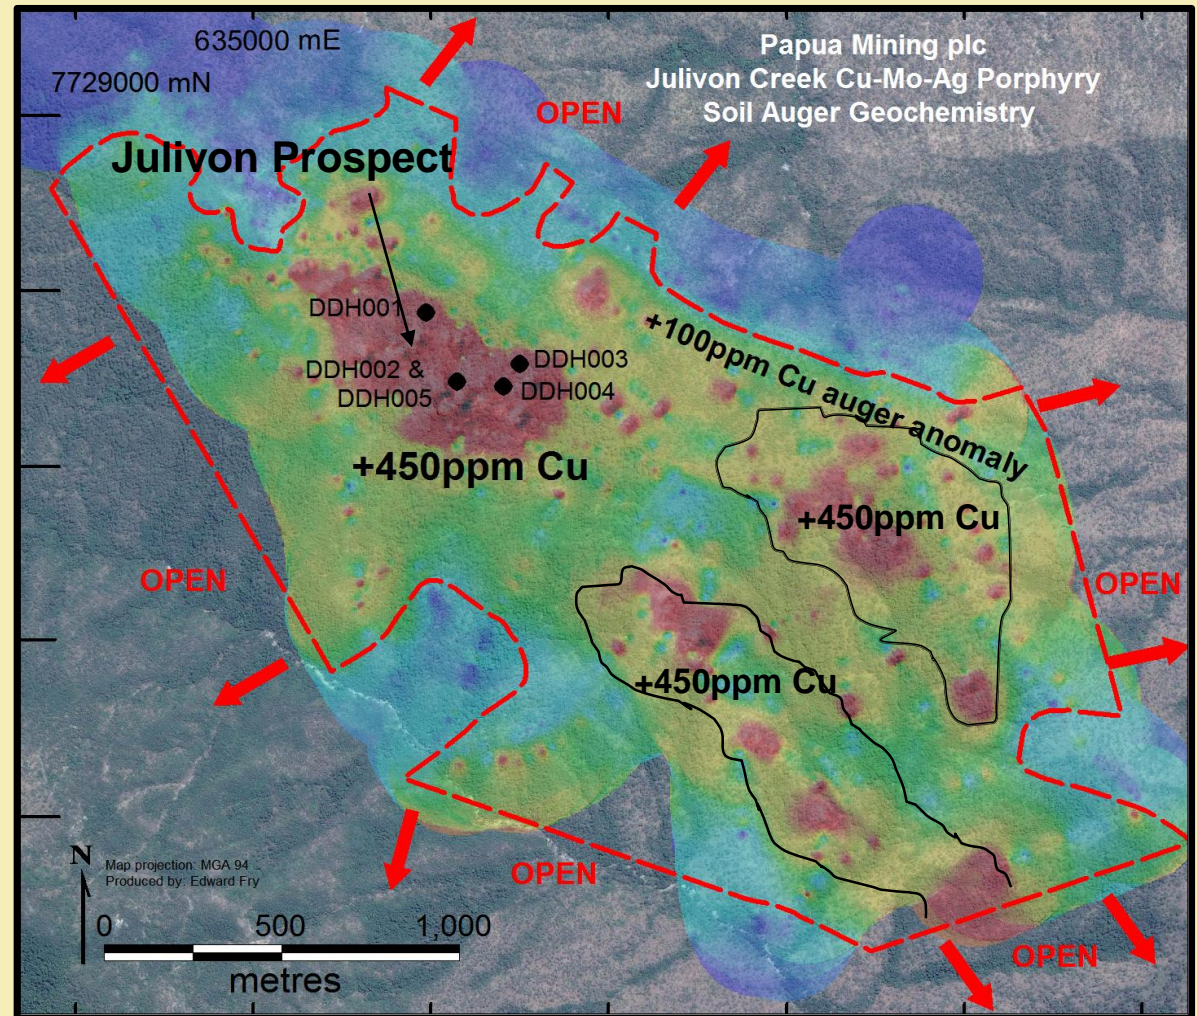 635000 mE
7729000 mN
Papua Mining plc
Julivon Creek Cu-Mo-Ag Porphyry
Soil Auger Geochemistry
OPEN
Julivon Prospect
DDH001
DDH003
DDH002 &
DDH005
DDH004
+100ppm Cu auger anomaly
+450ppm Cu
+450ppm Cu
OPEN
OPEN
+450ppm Cu
N
Map projection: MGA 94
Produced by: Edward Fry
OPEN
0 500 1,000
metres
OPEN